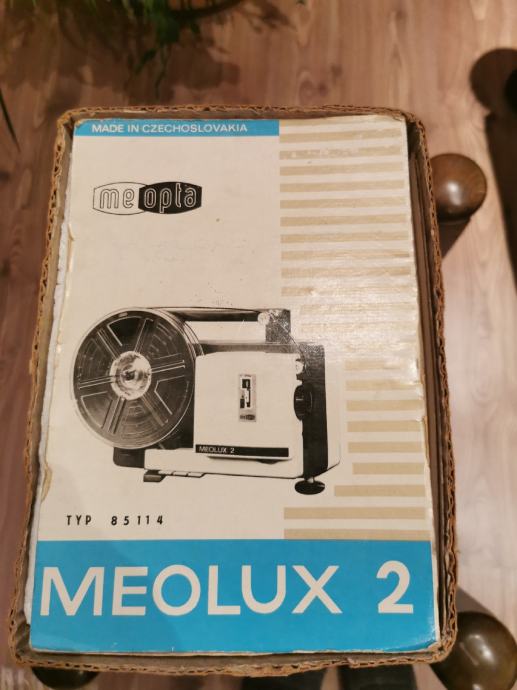 MADE IN CZECHOSLOVAKIA
meopta
MEOLUX 2
TYP 85114
MEOLUX 2